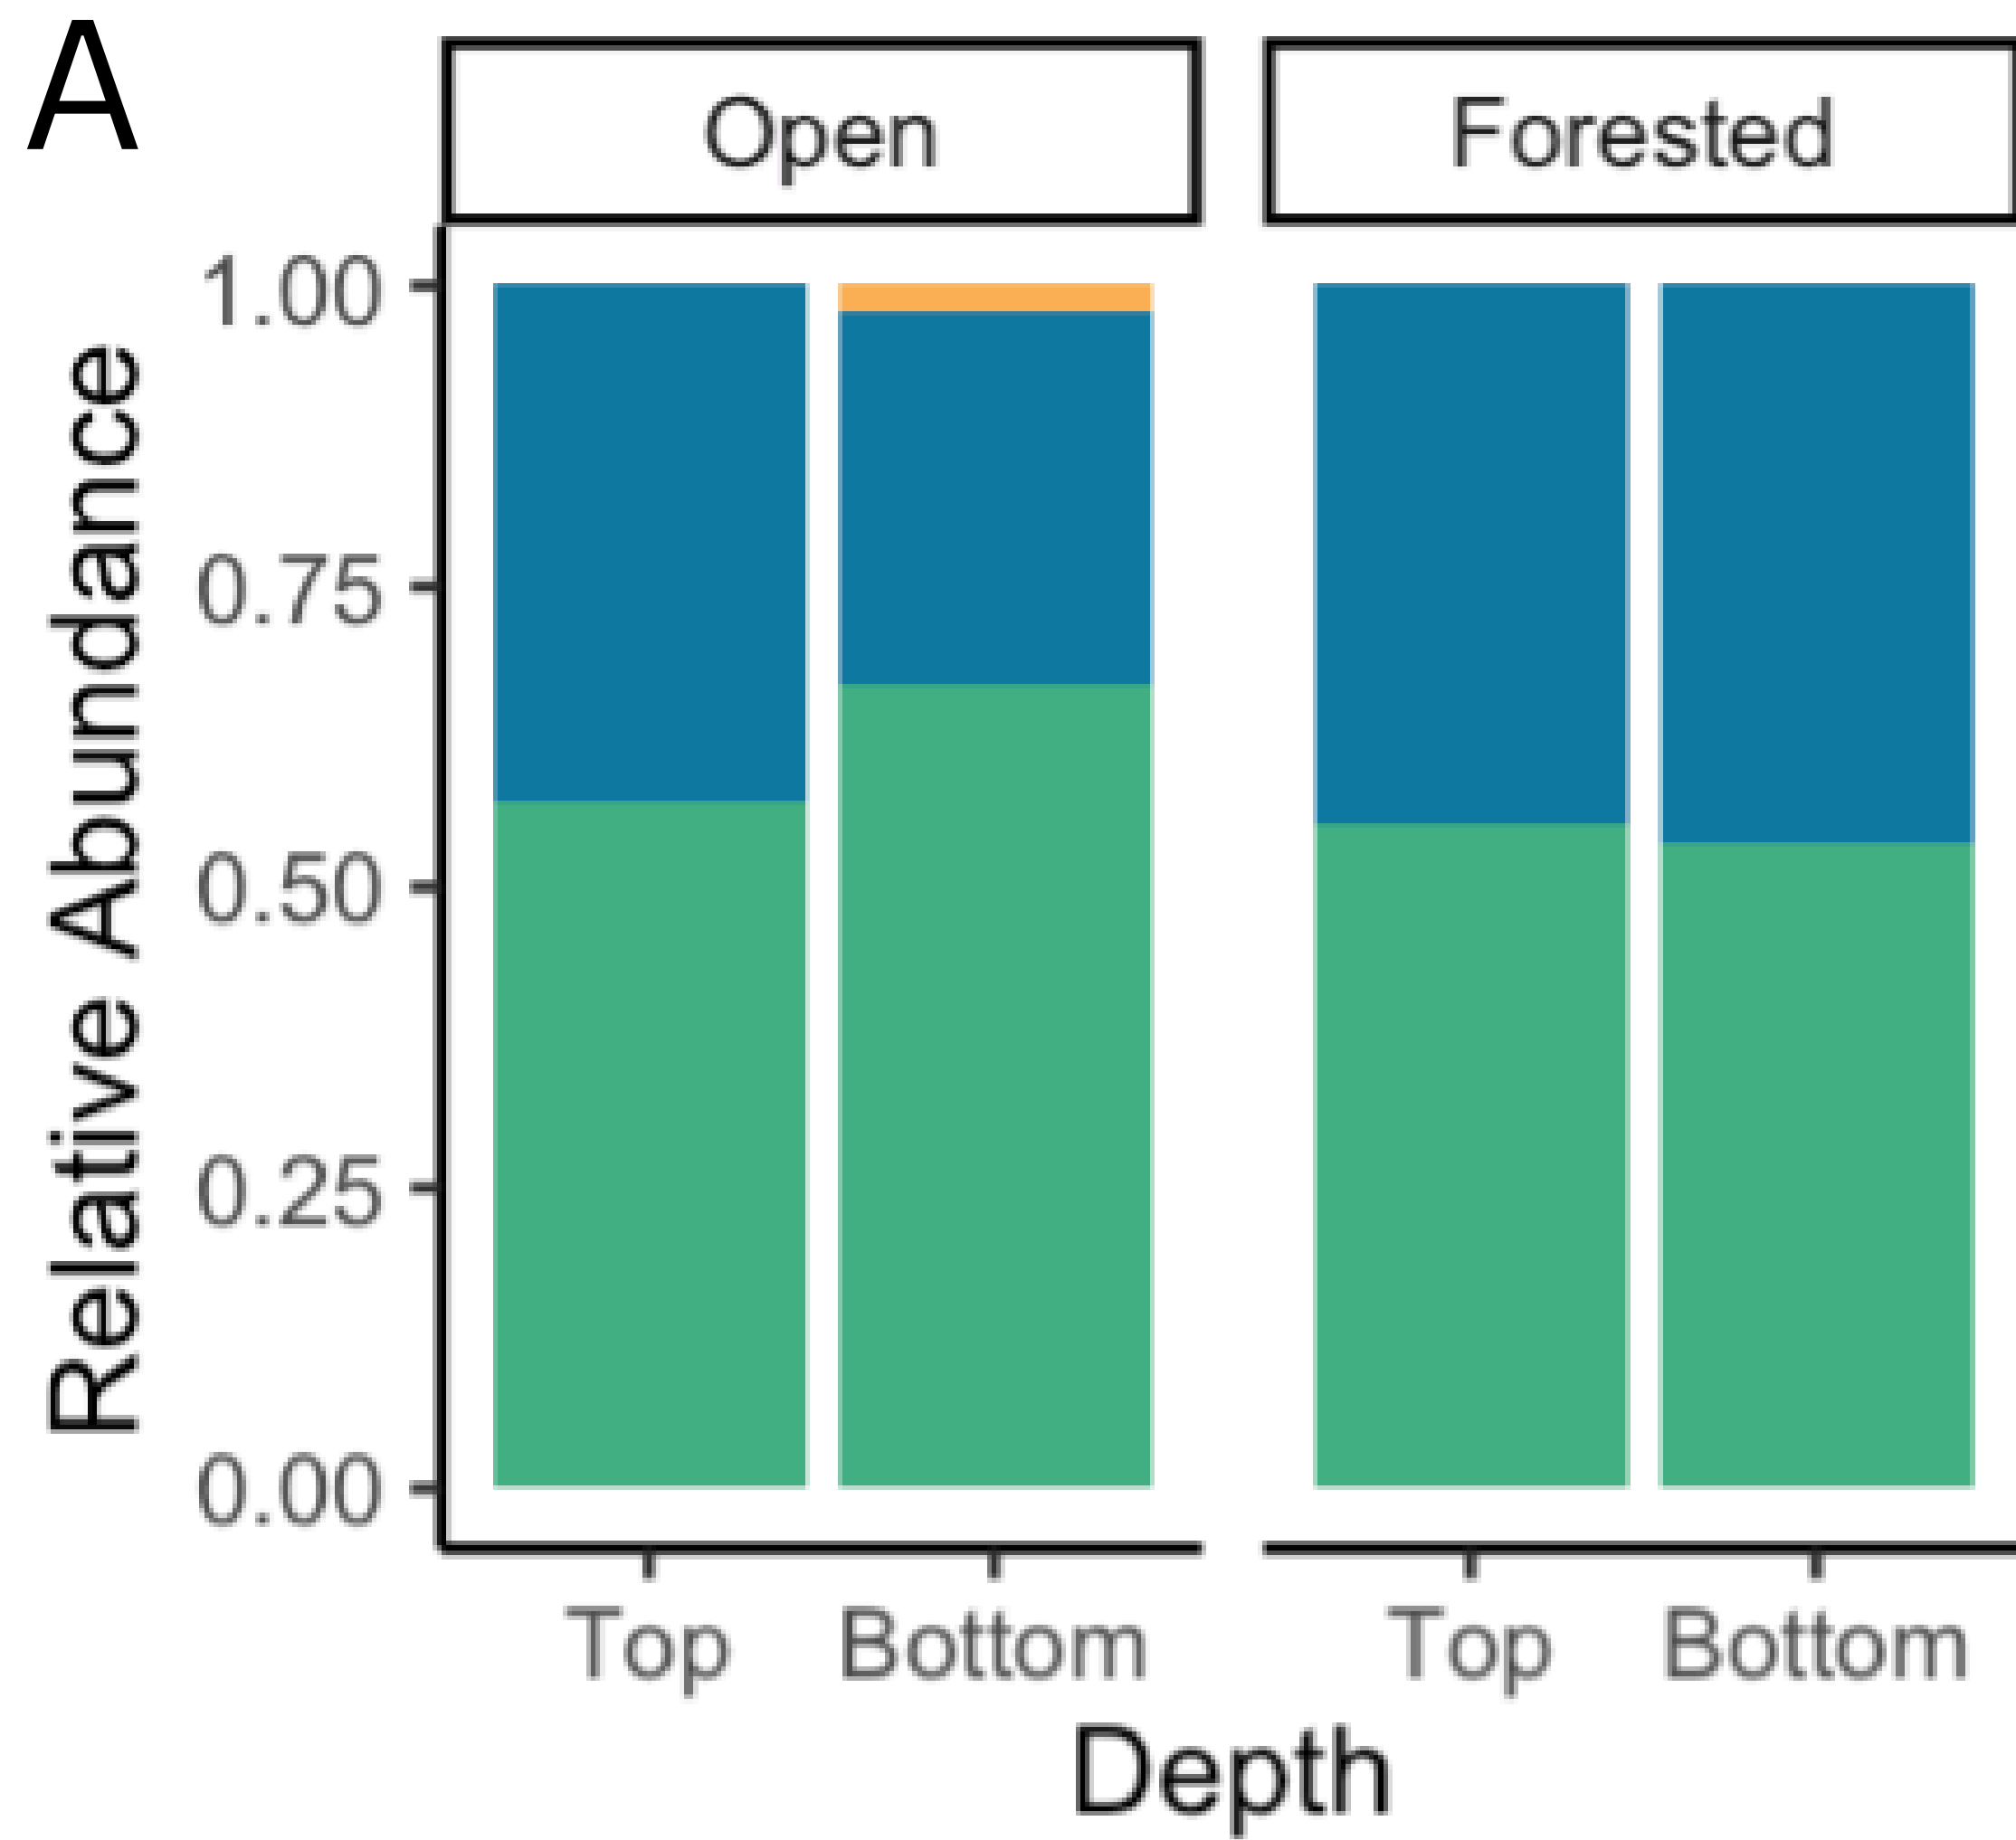 A
Open
Forested
Relative Abundance
1.00
0.75
0.50
0.25
0.00
Top Bottom Top Bottom
Depth